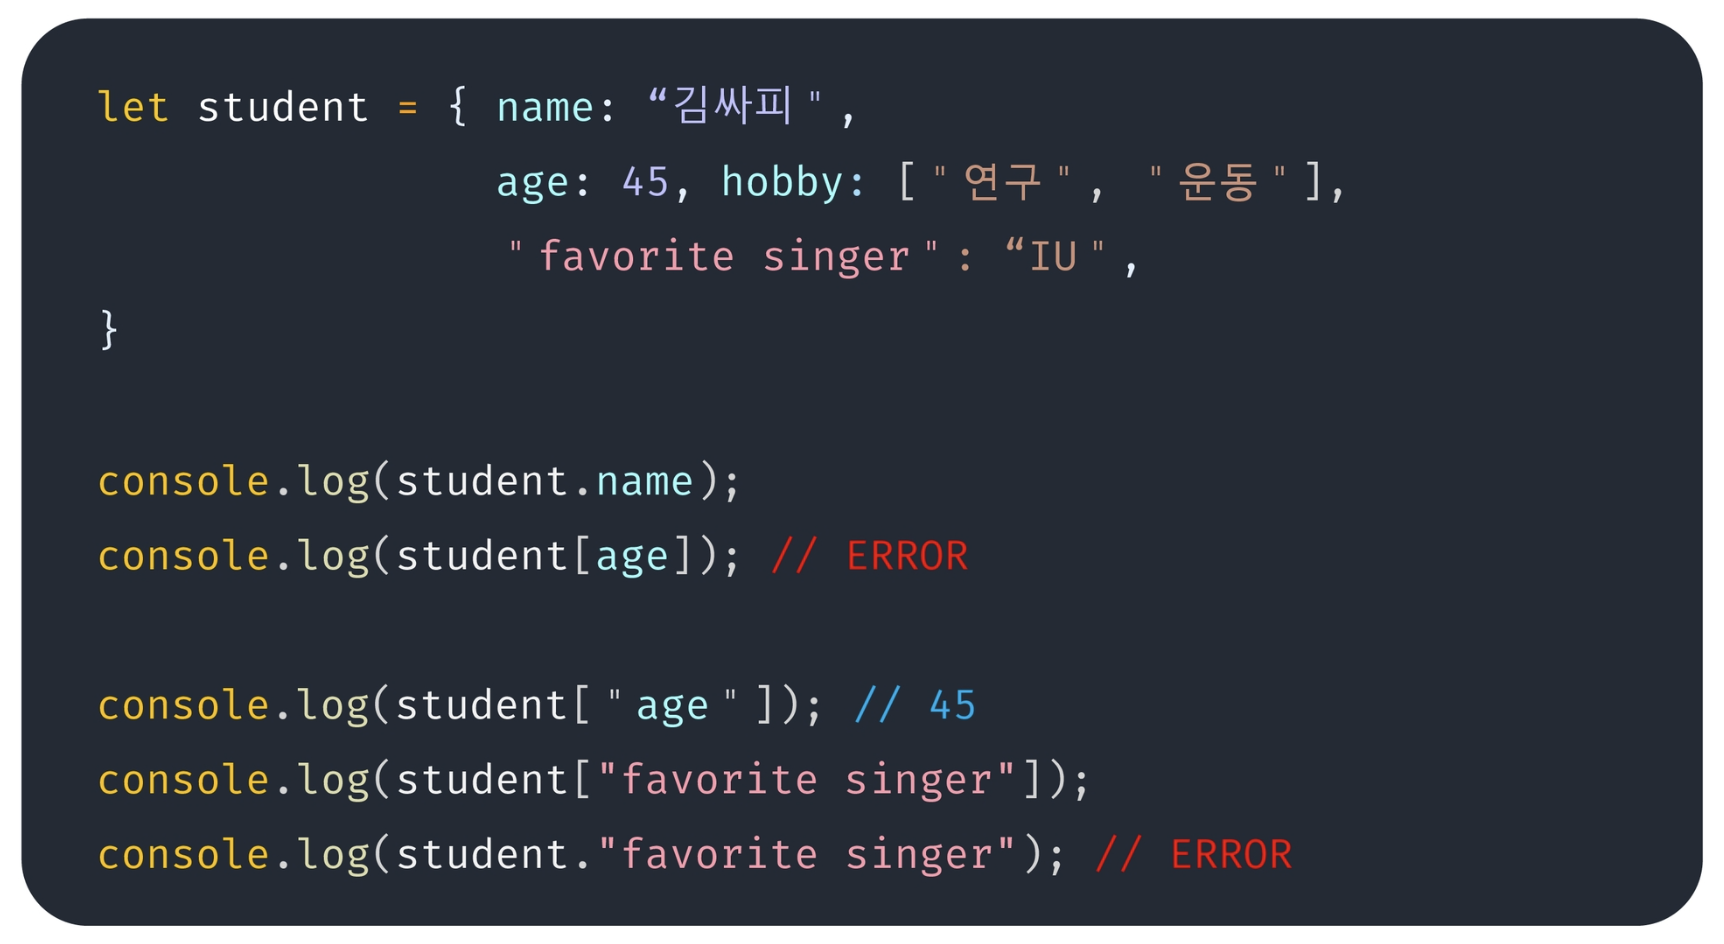 let student = { name: “김싸피",
age: 45, hobby: ["연구", "운동"],
"favorite singer": “IU",
}
console.log(student.name);
console.log(student[age]); // ERROR
console.log(student["age"]); // 45
console.log(student["favorite singer"]);
console.log(student."favorite singer"); // ERROR